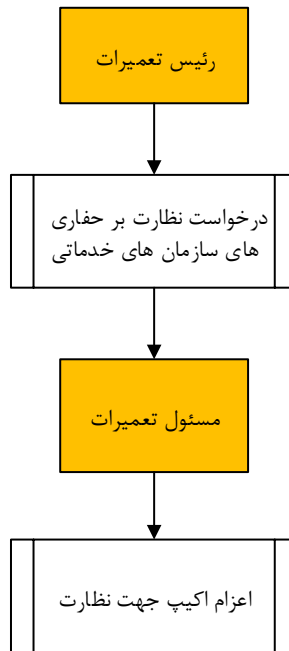 رئیس تعمیرات
درخواست نظارت بر حفاری
های سازمان های خدماتی
مسئول تعمیرات
اعزام اکیپ جهت نظارت